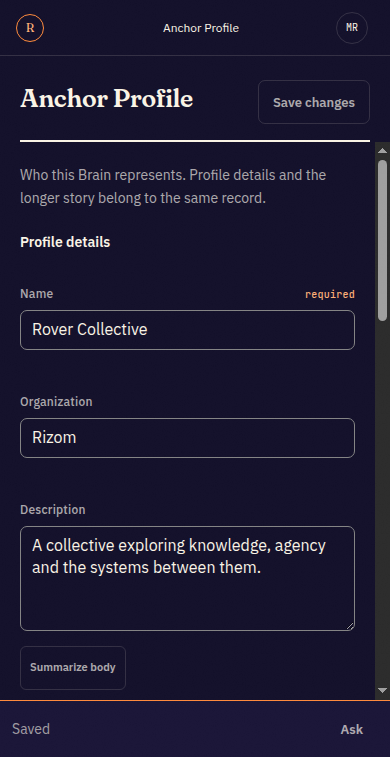 R
Anchor Profile
MR
Anchor Profile
Save changes
Who this Brain represents. Profile details and the
longer story belong to the same record.
Profile details
Name
required
Rover Collective
Organization
Rizom
Description
A collective exploring knowledge, agency
and the systems between them.
Summarize body
Saved
Ask